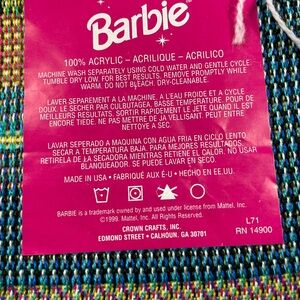 Barbie
100% ACRYLIC – ACRILIQUE – ACRILICO
MACHINE WASH SEPARATELY USING COLD WATER AND GENTLE CYCLE.
TUMBLE DRY LOW. FOR BEST RESULTS, REMOVE PROMPTLY WHILE
WARM. DO NOT BLEACH. DRY-CLEANABLE.
LAVER SEPAREMENT A LA MACHINE. A L'EAU FROIDE ET A CYCLE
DOUX. LE SÉCHER PAR CULBUTAGEA. BASSE TEMPERATURE. POUR DE
MEILLEURS RESULTATS, SORTIR IMMEDIATEMENT LE JETE QUAND IL EST
ENCORE TIEDE. NE PAS METTRE DE JA VELLISANT. PEUT ENTRE
NETTOYE A SEC.
LAVAR SEPERADO A MAQUINA CON AGUA FRIA EN CICLO LENTO.
SECAR A TEMPERATURA BAJA. PARA MEJORES RESULTADOS,
RETIRELA DE LA SECADORA MIENTRAS RETIENE EL CALOR. NO USAR
BLANQUEADOR. SE PUEDE LAVAR EN SECO.
MADE IN USA • FABRIQUÉ AUX É-U • HECHO EN EE.UU.
BARBIE is a trademark owned by and used under license from Mattel, Inc.
©1999. Mattel, Inc. All Rights Reserved.
CROWN CRAFTS, INC.
EDMOND STREET • CALHOUN, GA 30701
L71
RN 14900